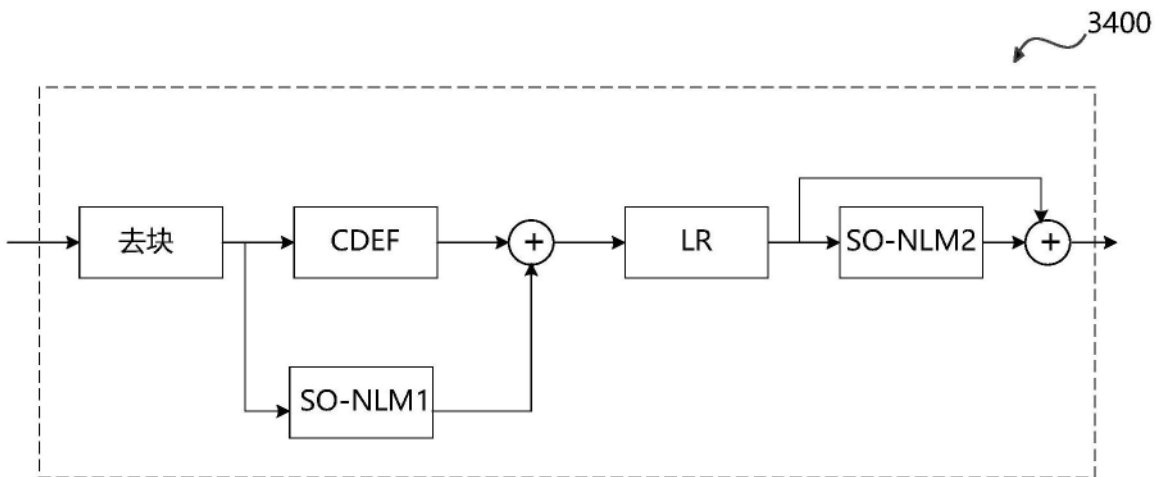 3400
去块
CDEF
+
LR
SO-NLM2
+
SO-NLM1